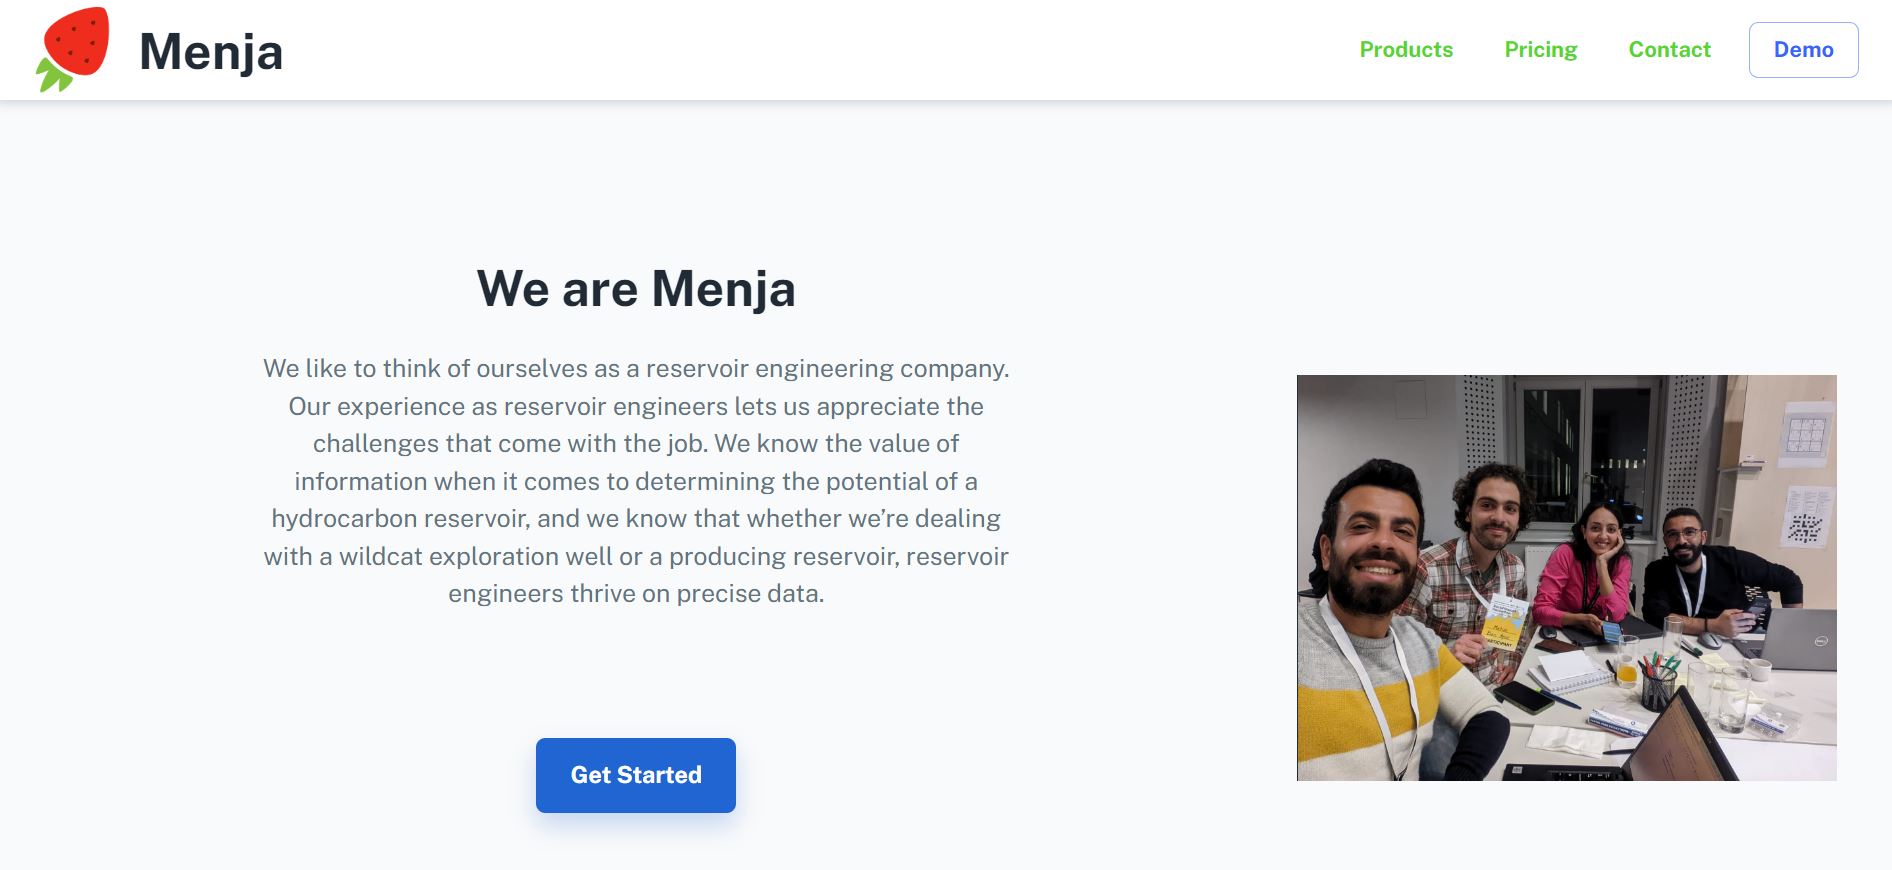 Menja
Products
Pricing
Contact
Demo
We are Menja
We like to think of ourselves as a reservoir engineering company.
Our experience as reservoir engineers lets us appreciate the
challenges that come with the job. We know the value of
information when it comes to determining the potential of a
hydrocarbon reservoir, and we know that whether we’re dealing
with a wildcat exploration well or a producing reservoir, reservoir
engineers thrive on precise data.
Get Started
PARTICIPANT
DELL